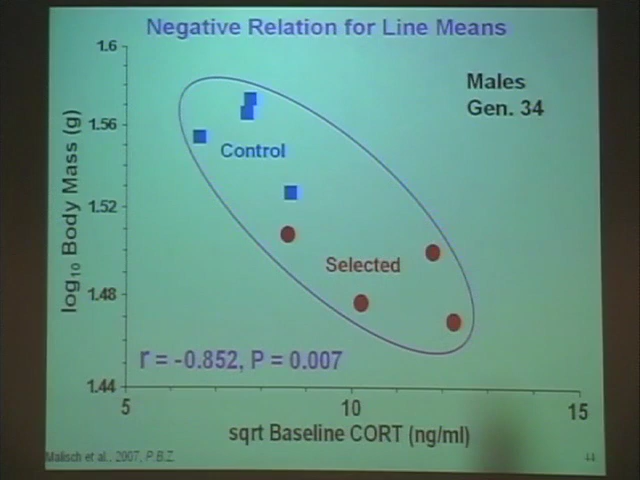 Negative Relation for Line Means
1.6
1.56
1.52
1.48
1.44
log10 Body Mass (g)
Males
Gen. 34
Control
Selected
r = -0.852, P = 0.007
5
10
15
sqrt Baseline CORT (ng/ml)
Malisch et al., 2007, P.B.Z.
44